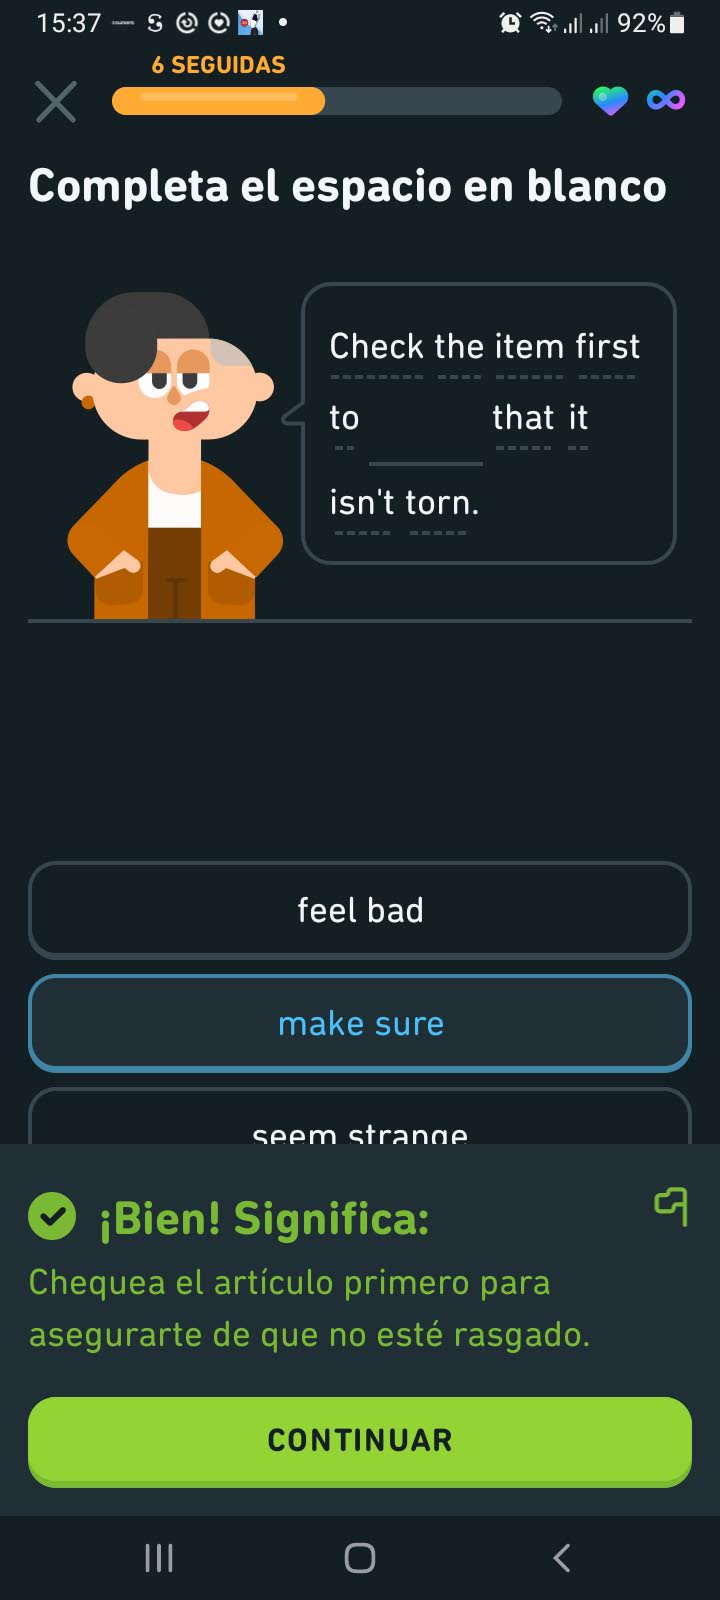 15:37
92%
6 SEGUIDAS
Completa el espacio en blanco
Check the item first
to that it
isn't torn.
feel bad
make sure
seem strange
¡Bien! Significa:
Chequea el artículo primero para
asegurarte de que no esté rasgado.
CONTINUAR